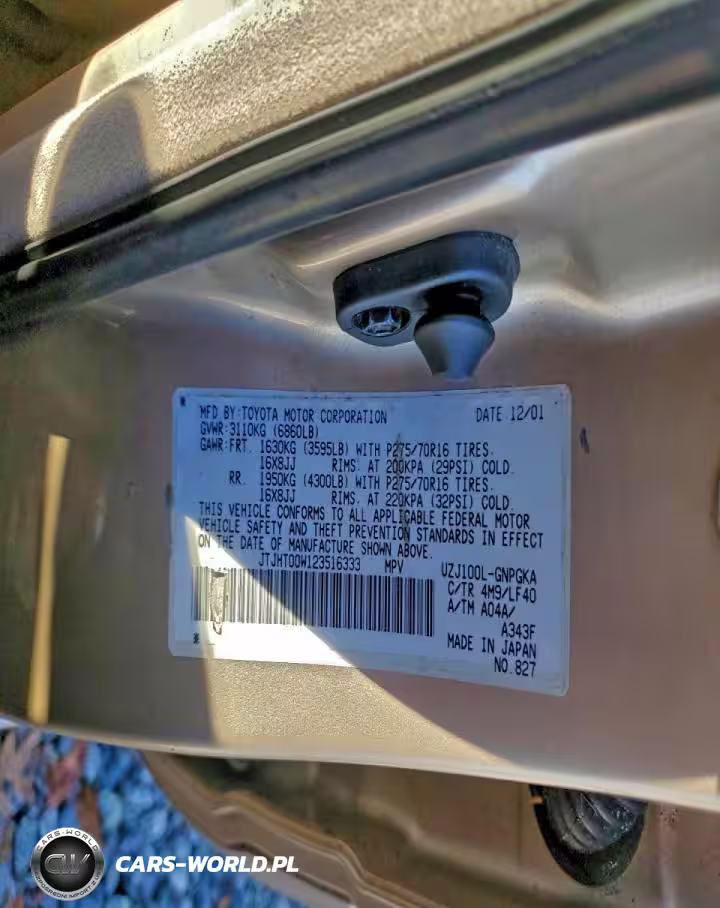 MFD.BY:TOYOTA MOTOR CORPORATION DATE 12/01
GVWR:3110KG (6860LB)
GAWR:FRT. 1630KG (3595LB) WITH P275/70R16 TIRES.
16X8JJ RIMS. AT 200KPA (29PSI) COLD.
RR. 1950KG (4300LB) WITH P275/70R16 TIRES.
16X8JJ RIMS. AT 220KPA (32PSI) COLD.
THIS VEHICLE CONFORMS TO ALL APPLICABLE FEDERAL MOTOR
VEHICLE SAFETY AND THEFT PREVENTION STANDARDS IN EFFECT
ON THE DATE OF MANUFACTURE SHOWN ABOVE.
JTJHT00W123516333 MPV UZJ100L-GNPGKA
C/TR 4M9/LF40
A/TM A04A/
A343F
MADE IN JAPAN
NO.827
CARS-WORLD
CW
CARS-WORLD.PL